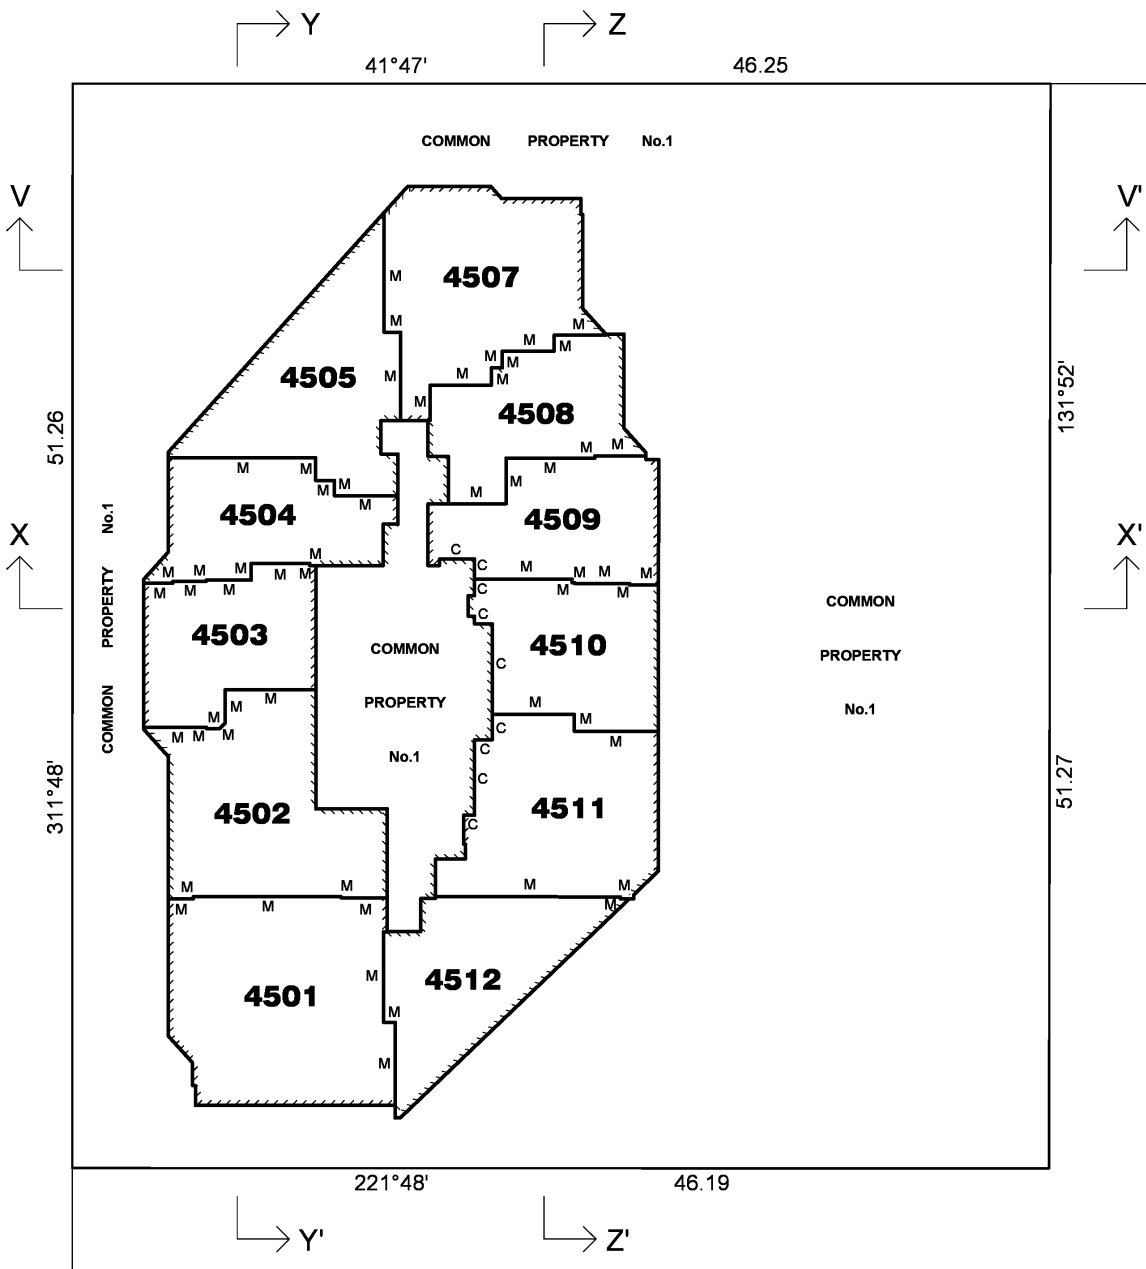 Y
Z
41°47'
46.25
COMMON PROPERTY No.1
V
V'
4507
M
M
M
M
M
M
M
M
4505
M
131°52'
M
M
M
4508
51.26
M
M
M
M
M
M
M
M
M
M
4504
4509
COMMON PROPERTY No.1
X
X'
M
C
M
M
M
M
M
C
M
M
M
M
M
M
M
C
M
M
COMMON
PROPERTY
No.1
C
4503
4510
COMMON
PROPERTY
No.1
C
M
M
M
M
M
M
M
M
C
M
C
311°48'
51.27
C
4502
4511
C
M
M
M
M
M
M
M
M
4501
4512
M
M
M
221°48'
46.19
Y'
Z'